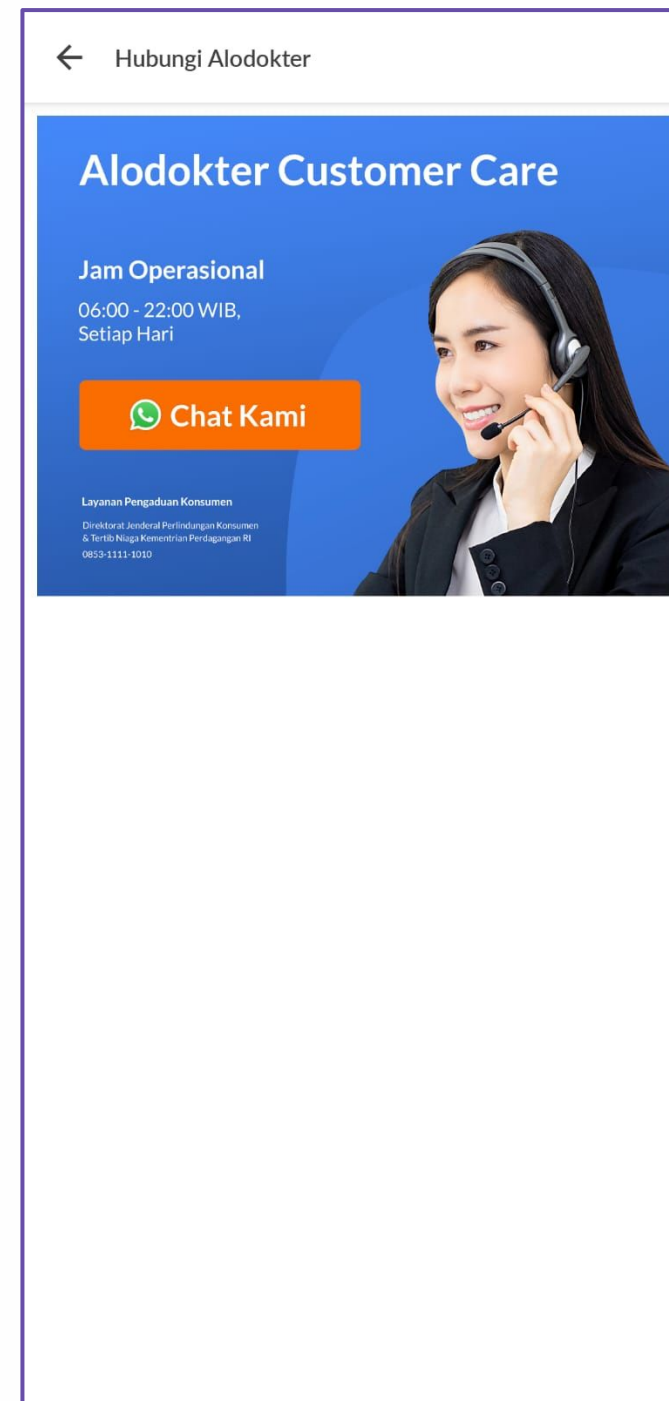 Hubungi Alodokter
Alodokter Customer Care
Jam Operasional
06:00 - 22:00 WIB,
Setiap Hari
Chat Kami
Layanan Pengaduan Konsumen
Direktorat Jenderal Perlindungan Konsumen
& Tertib Niaga Kementrian Perdagangan RI
0853-1111-1010